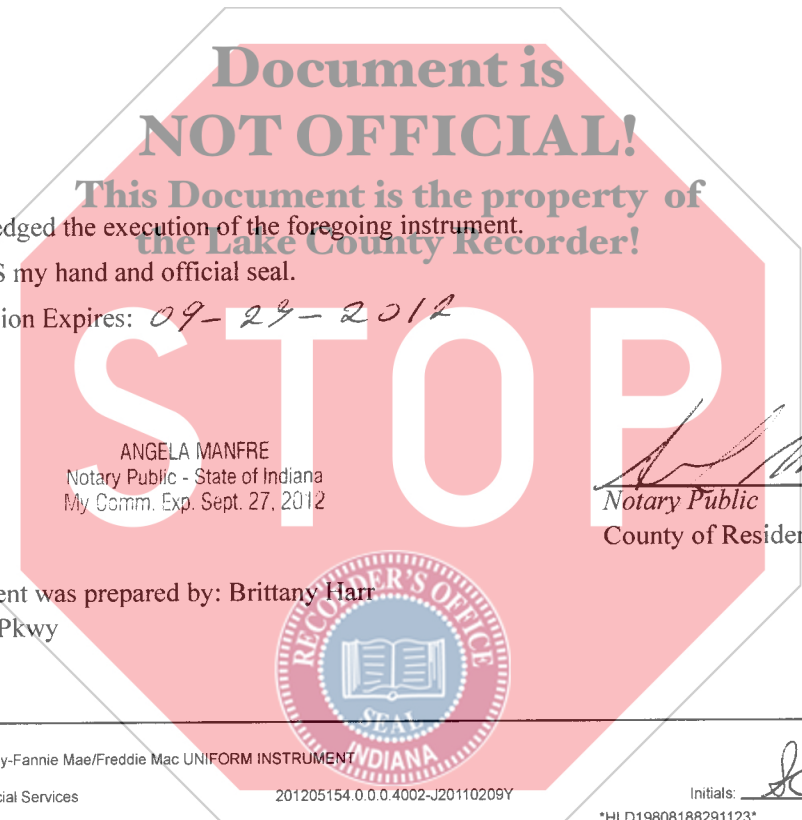 Document is
NOT OFFICIAL!
This Document is the property of
edged the execution of the foregoing instrument.
the Lake County Recorder!
S my hand and official seal.
ion Expires: 09-29-2012
STOP
ANGELA MANFRE
Notary Public - State of Indiana
My Comm. Exp. Sept. 27, 2012
Notary Public
County of Residen
ent was prepared by: Brittany Harr
Pkwy
RECORDER'S OFFICE
SEAL
INDIANA
y-Fannie Mae/Freddie Mac UNIFORM INSTRUMENT
cial Services
201205154.0.0.0.4002-J20110209Y
Initials:
*HLD19808188291123*